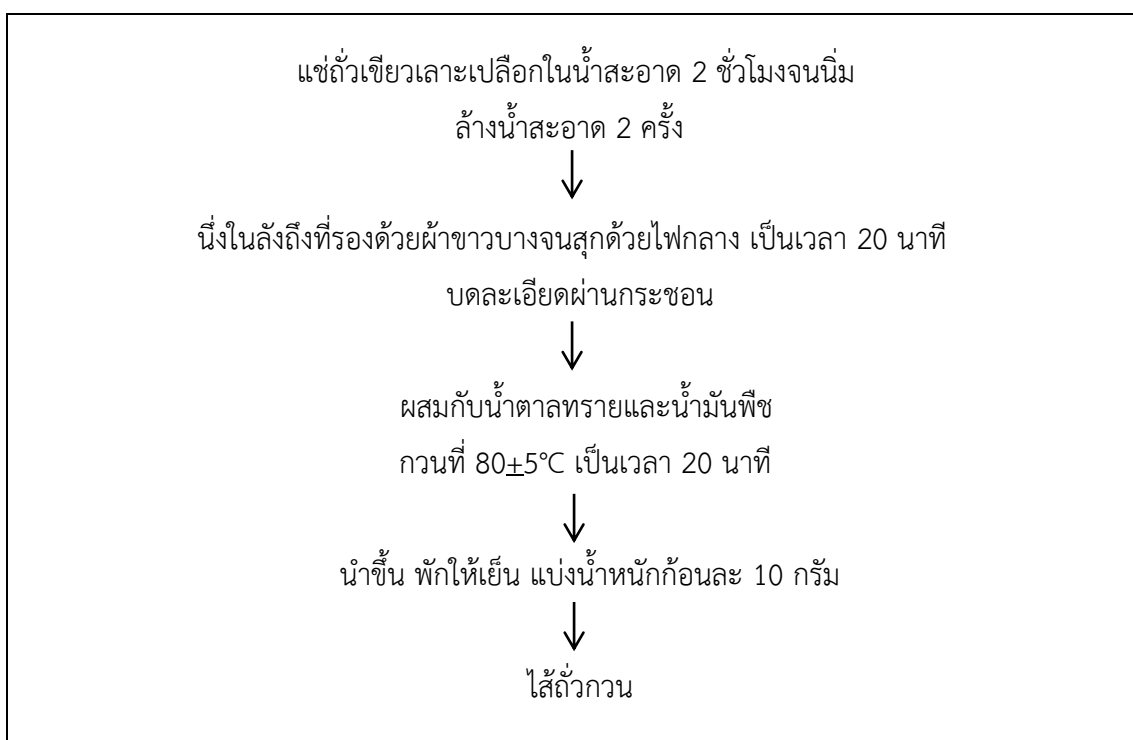 แช่ถั่วเขียวเลาะเปลือกในน้ำสะอาด 2 ชั่วโมงจนนิ่ม
ล้างน้ำสะอาด 2 ครั้ง
นึ่งในลังถึงที่รองด้วยผ้าขาวบางจนสุกด้วยไฟกลาง เป็นเวลา 20 นาที
บดละเอียดผ่านกระชอน
ผสมกับน้ำตาลทรายและน้ำมันพืช
กวนที่ 80±5°C เป็นเวลา 20 นาที
นำขึ้น พักให้เย็น แบ่งน้ำหนักก้อนละ 10 กรัม
ไส้ถั่วกวน